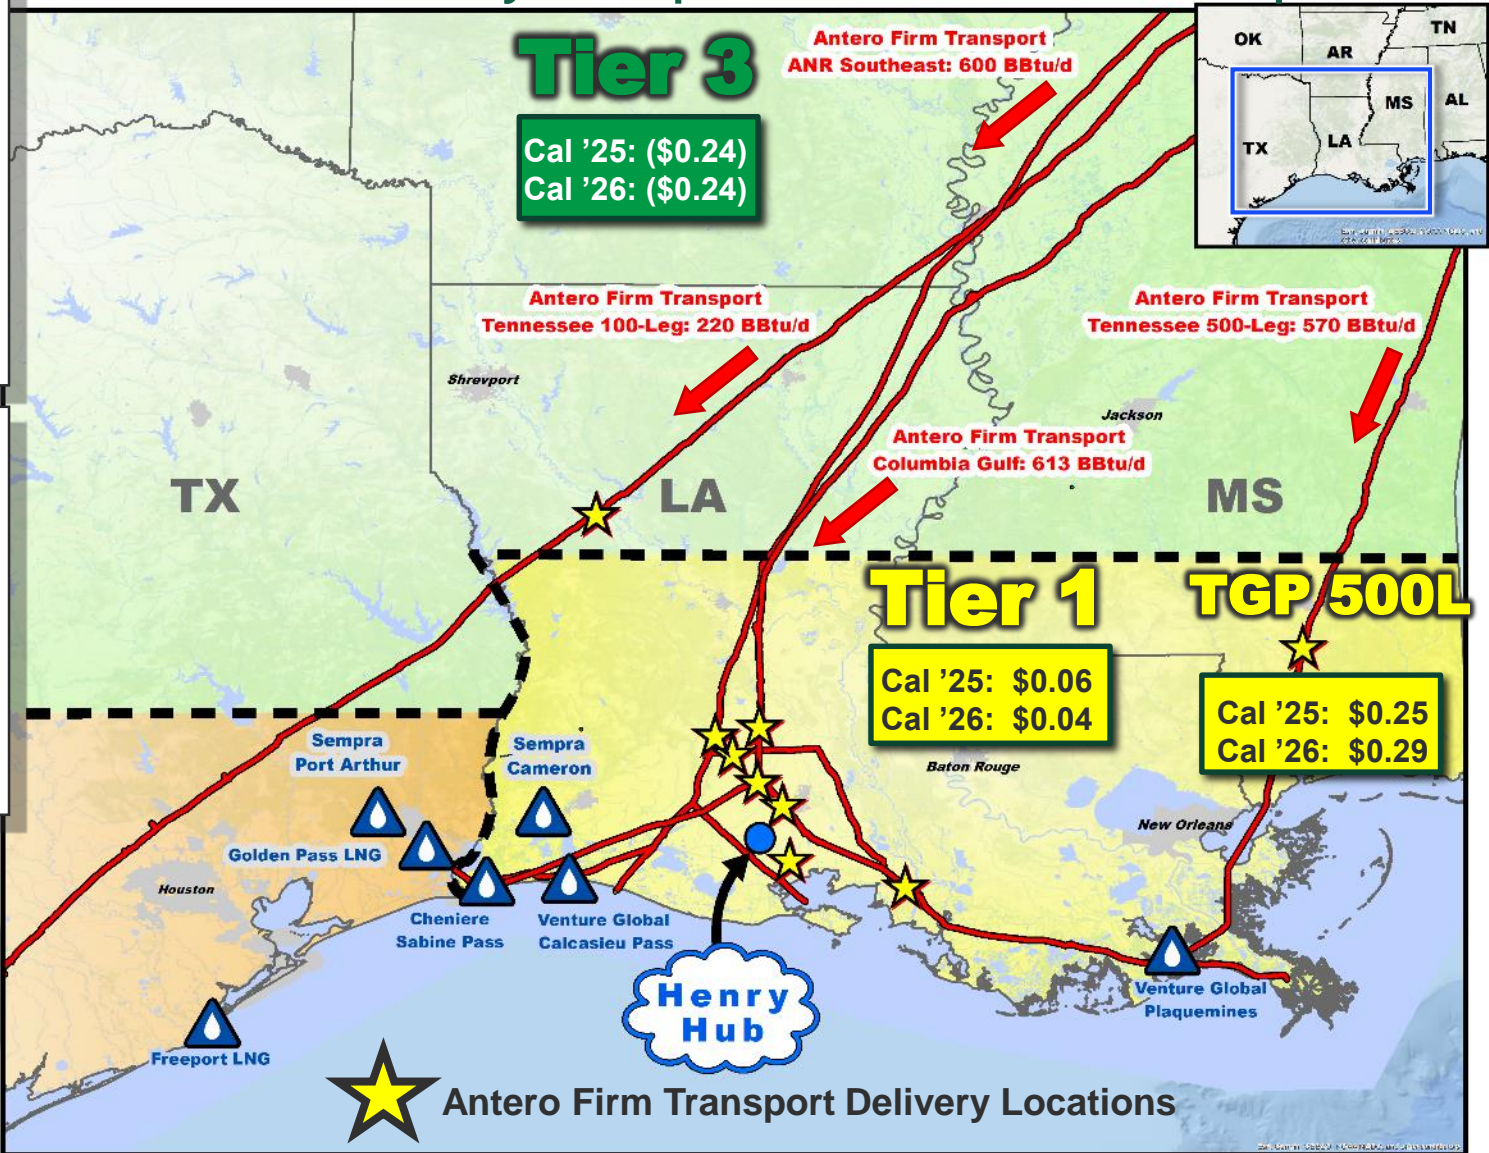 Tier 3
Cal ’25: ($0.24)
Cal ’26: ($0.24)
Antero Firm Transport
ANR Southeast: 600 BBtu/d
OK
AR
TN
TX
LA
MS
AL
Antero Firm Transport
Tennessee 100-Leg: 220 BBtu/d
Antero Firm Transport
Tennessee 500-Leg: 570 BBtu/d
Shrevport
Jackson
Antero Firm Transport
Columbia Gulf: 613 BBtu/d
TX
LA
MS
Tier 1
Cal ’25: $0.06
Cal ’26: $0.04
TGP 500L
Cal ’25: $0.25
Cal ’26: $0.29
Sempra
Port Arthur
Sempra
Cameron
Baton Rouge
New Orleans
Golden Pass LNG
Houston
Cheniere
Sabine Pass
Venture Global
Calcasieu Pass
Henry
Hub
Venture Global
Plaquemines
Freeport LNG
Antero Firm Transport Delivery Locations